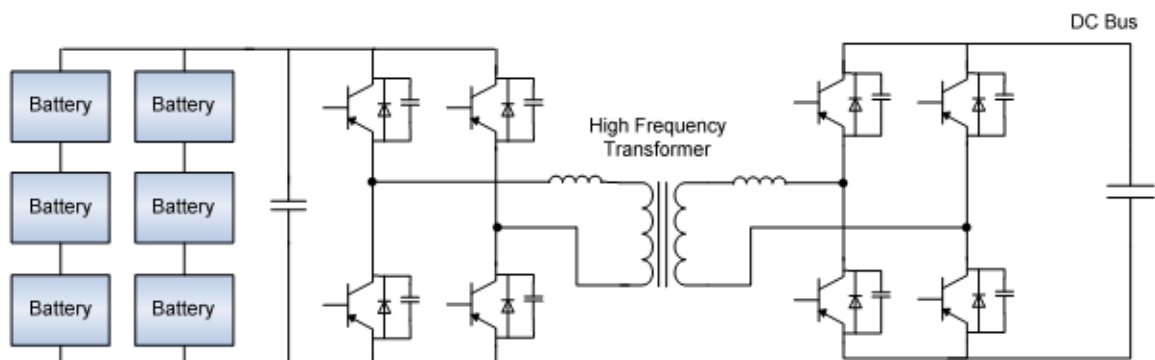 DC Bus
Battery
Battery
High Frequency
Transformer
Battery
Battery
Battery
Battery